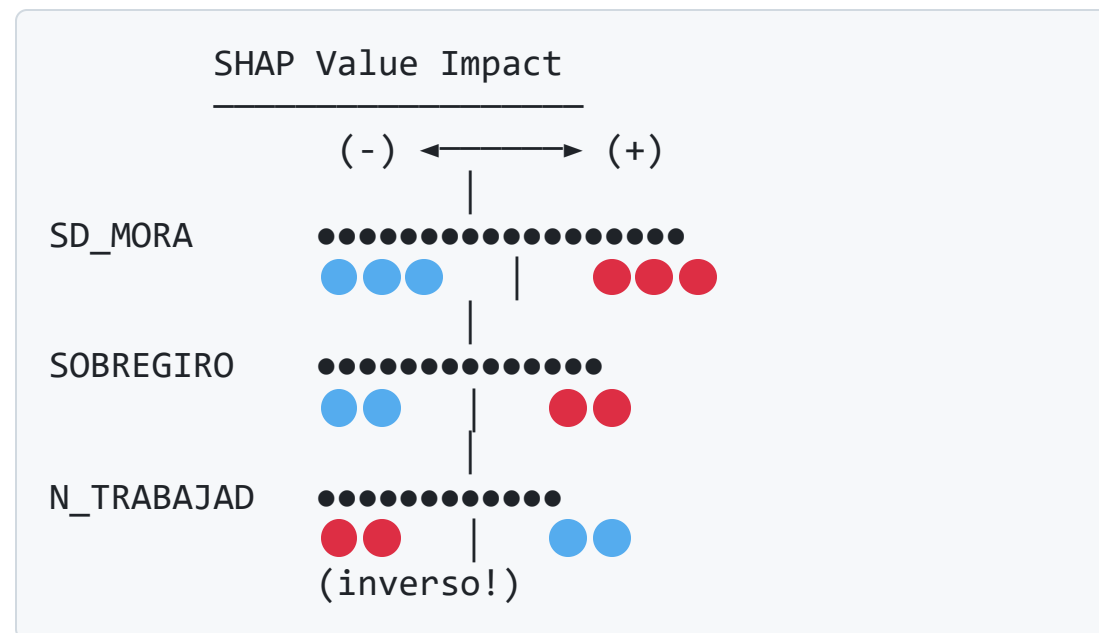 SHAP Value Impact
(-) ◄──────► (+)
SD_MORA ●●●●●●●●●●●●●●●●●●
SOBREGIRO ●●●●●●●●●●●●●●
N_TRABAJAD ●●●●●●●●●●●●
(inverso!)